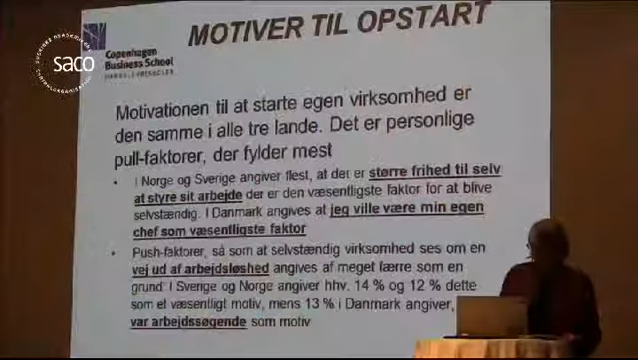 MOTIVER TIL OPSTART
saco
Copenhagen
Business School
Motivationen til at starte egen virksomhed er
den samme i alle tre lande. Det er personlige
pull-faktorer, der fylder mest
• I Norge og Sverige angiver flest, at det er større frihed til selv
at styre sit arbejde der er den væsentligste faktor for at blive
selvstændig. I Danmark angives at jeg ville være min egen
chef som væsentligste faktor
• Push-faktorer, så som at selvstændig virksomhed ses om en
vej ud af arbejdsløshed angives af meget færre som en
grund. I Sverige og Norge angiver hhv. 14 % og 12 % dette
som et væsentligt motiv, mens 13 % i Danmark angiver,
var arbejdssøgende som motiv